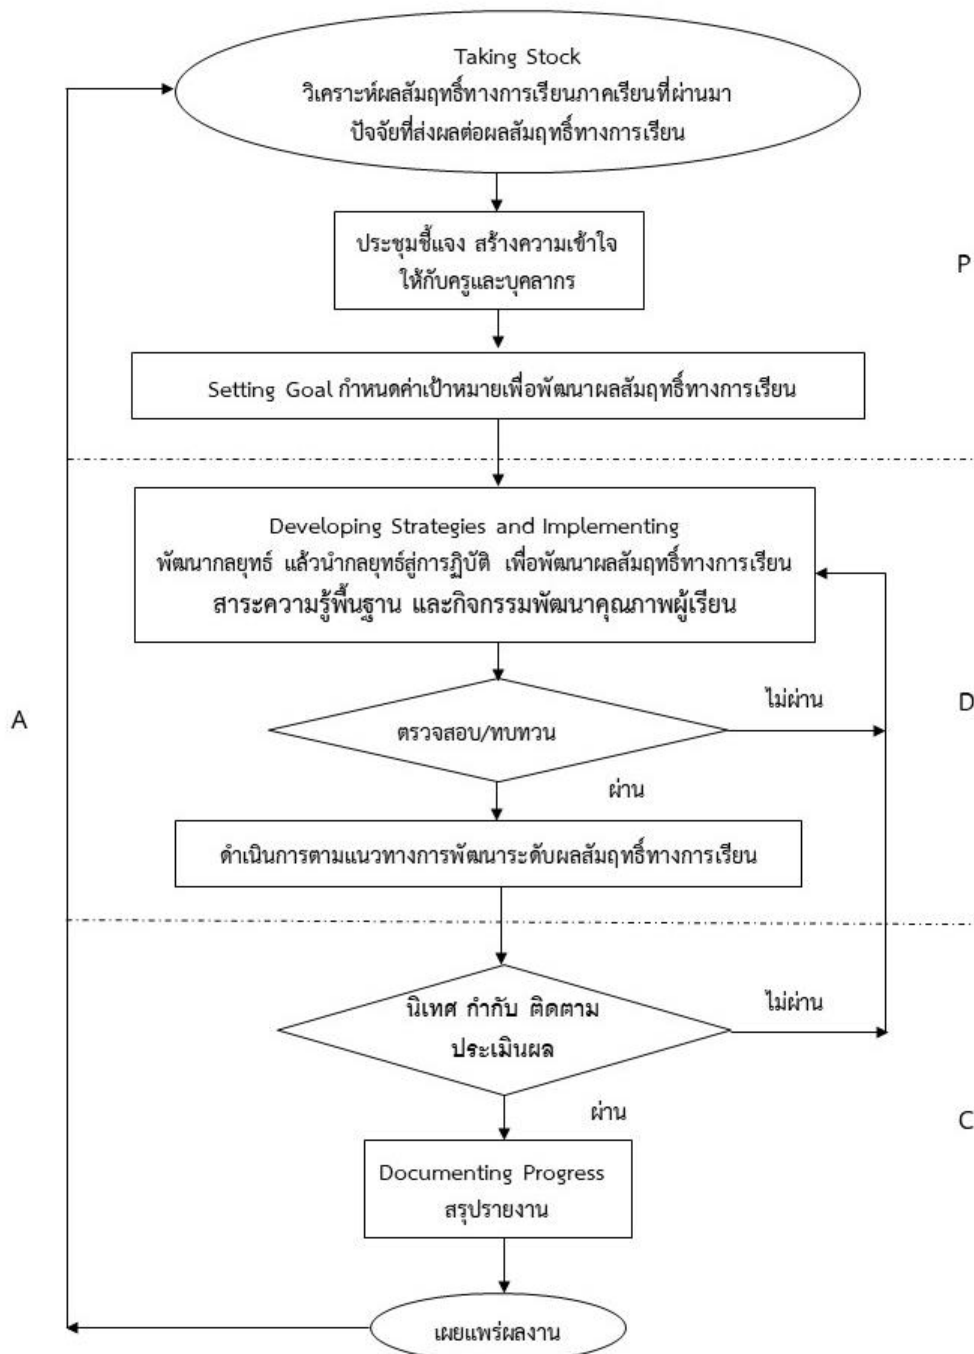 Taking Stock
วิเคราะห์ผลสัมฤทธิ์ทางการเรียนภาคเรียนที่ผ่านมา
ปัจจัยที่ส่งผลต่อผลสัมฤทธิ์ทางการเรียน
ประชุมชี้แจง สร้างความเข้าใจ
ให้กับครูและบุคลากร
P
Setting Goal กำหนดค่าเป้าหมายเพื่อพัฒนาผลสัมฤทธิ์ทางการเรียน
Developing Strategies and Implementing
พัฒนากลยุทธ์ แล้วนำกลยุทธ์สู่การฏิบัติ เพื่อพัฒนาผลสัมฤทธิ์ทางการเรียน
สาระความรู้พื้นฐาน และกิจกรรมพัฒนาคุณภาพผู้เรียน
ไม่ผ่าน
A
D
ตรวจสอบ/ทบทวน
ผ่าน
ดำเนินการตามแนวทางการพัฒนาระดับผลสัมฤทธิ์ทางการเรียน
นิเทศ กำกับ ติดตาม
ประเมินผล
ไม่ผ่าน
ผ่าน
C
Documenting Progress
สรุปรายงาน
เผยแพร่ผลงาน